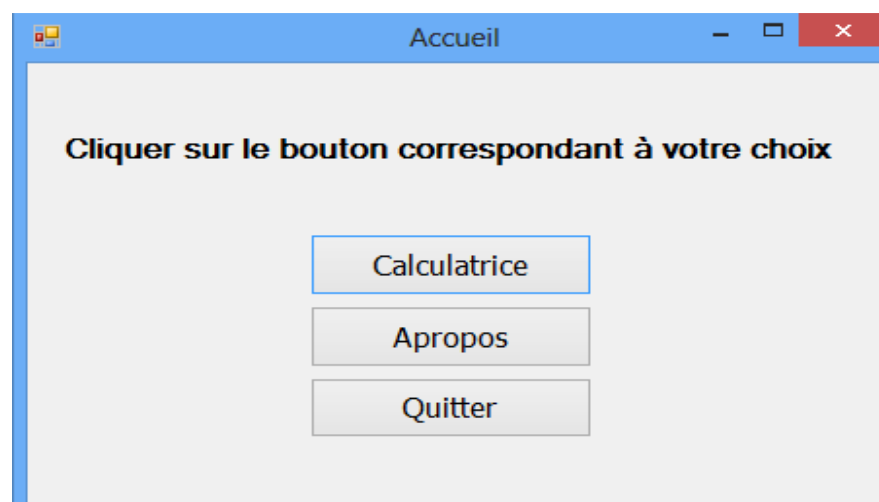 Accueil
Cliquer sur le bouton correspondant à votre choix
Calculatrice
Apropos
Quitter